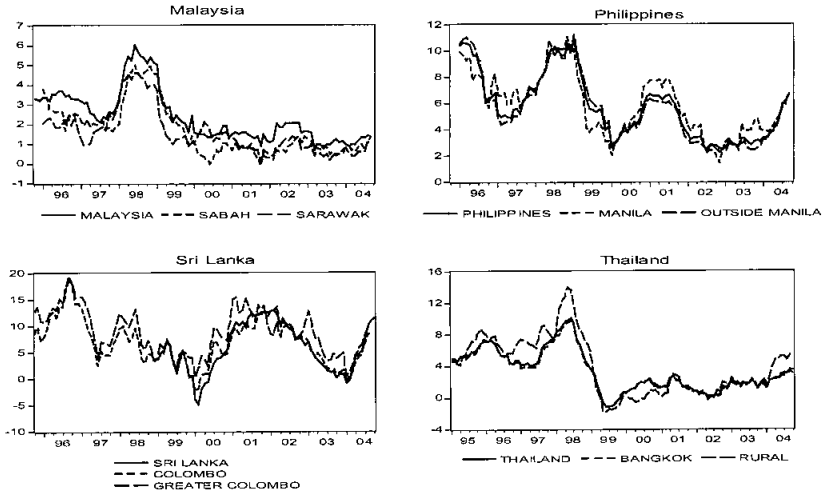 Malaysia
7
6
5
4
3
2
1
0
-1
96 97 98 99 00 01 02 03 04
MALAYSIA SABAH SARAWAK
Philippines
12
10
8
6
4
2
0
96 97 98 99 00 01 02 03 04
PHILIPPINES MANILA OUTSIDE MANILA
Sri Lanka
20
15
10
5
0
-5
-10
96 97 98 99 00 01 02 03 04
SRI LANKA
COLOMBO
GREATER COLOMBO
Thailand
16
12
8
4
0
-4
95 96 97 98 99 00 01 02 03 04
THAILAND BANGKOK RURAL